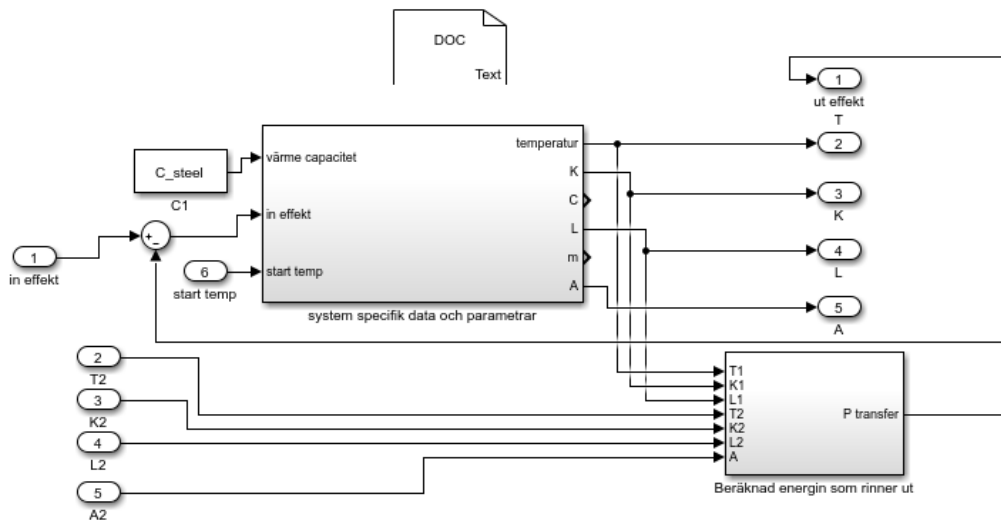 DOC
Text
1
ut effekt
T
2
3
K
4
L
5
A
C_steel
C1
värme capacitet
in effekt
start temp
temperatur
K
C
L
m
A
system specifik data och parametrar
+
−
1
in effekt
6
start temp
2
T2
3
K2
4
L2
5
A2
T1
K1
L1
T2
K2
L2
A
P transfer
Beräknad energin som rinner ut